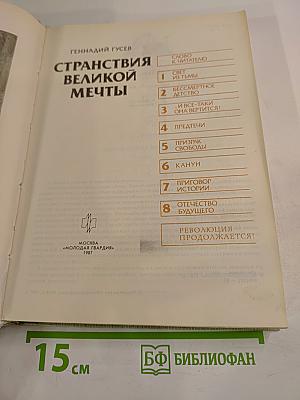 ГЕННАДИЙ ГУСЕВ
СТРАНСТВИЯ
ВЕЛИКОЙ
МЕЧТЫ
СЛОВО
К ЧИТАТЕЛЮ
1 СВЕТ
ИЗ ТЬМЫ
2 БЕССМЕРТНОЕ
ДЕТСТВО
3 ...И ВСЕ-ТАКИ
ОНА ВЕРТИТСЯ!
4 ПРЕДТЕЧИ
5 ПРИЗРАК
СВОБОДЫ
6 КАНУН
7 ПРИГОВОР
ИСТОРИИ
8 ОТЕЧЕСТВО
БУДУЩЕГО
РЕВОЛЮЦИЯ
ПРОДОЛЖАЕТСЯ!
МОСКВА
«МОЛОДАЯ ГВАРДИЯ»
1987
15 см
БФ БИБЛИОФАН